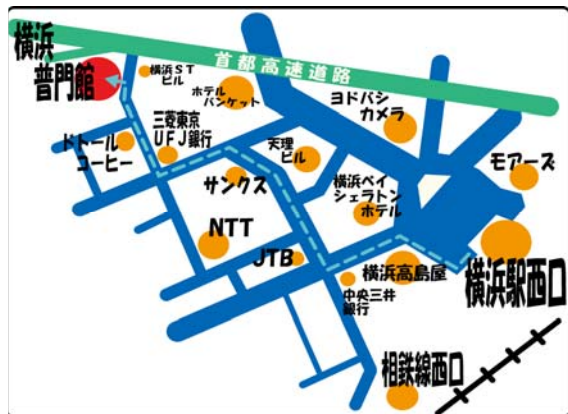 横浜
普門館
首都高速道路
横浜ST
ビル
ホテル
バンケット
ヨドバシ
カメラ
ドトール
コーヒー
三菱東京
UFJ銀行
天理
ビル
サンクス
横浜ベイ
シェラトン
ホテル
モアーズ
NTT
JTB
横浜高島屋
横浜駅西口
中央三井
銀行
相鉄線西口